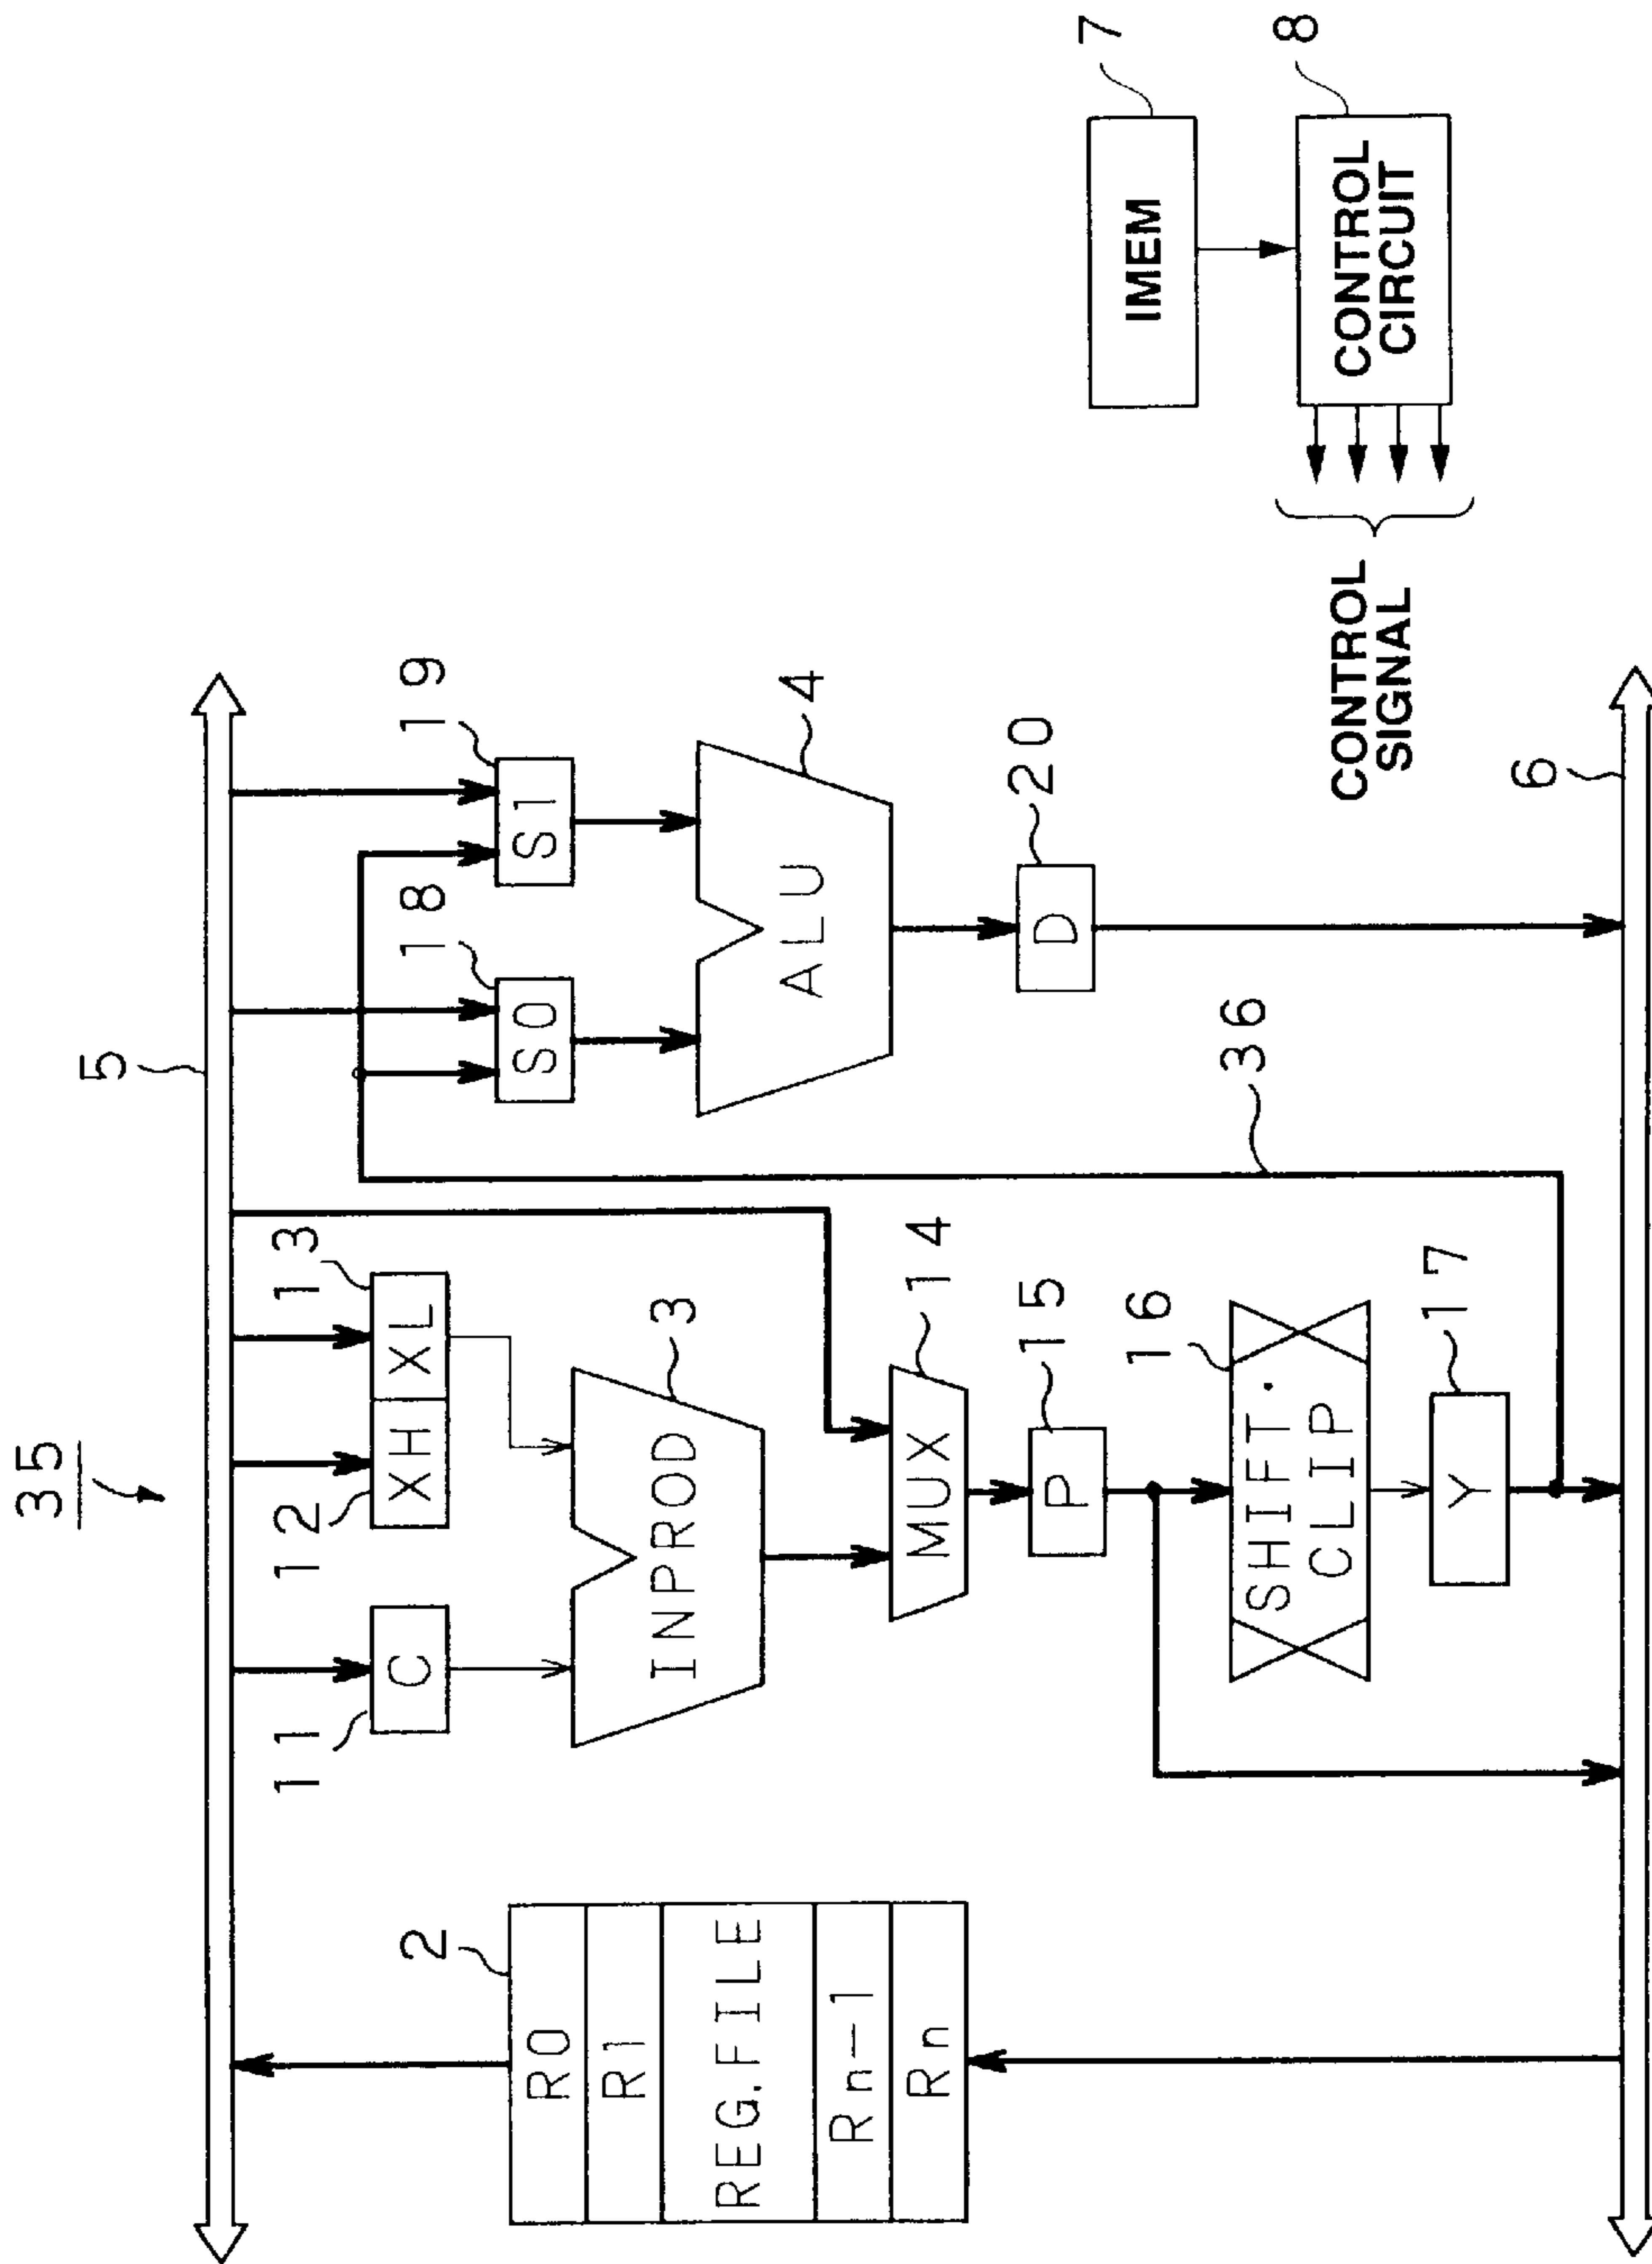 35
5
2
R0
R1
REG.FILE
Rn-1
Rn
11
C
12
XH
XL
13
INPROD
3
MUX
14
P
15
SHIFT·
CLIP
16
Y
17
36
18
S0
19
S1
ALU
4
D
20
6
IMEM
7
CONTROL
CIRCUIT
8
CONTROL
SIGNAL